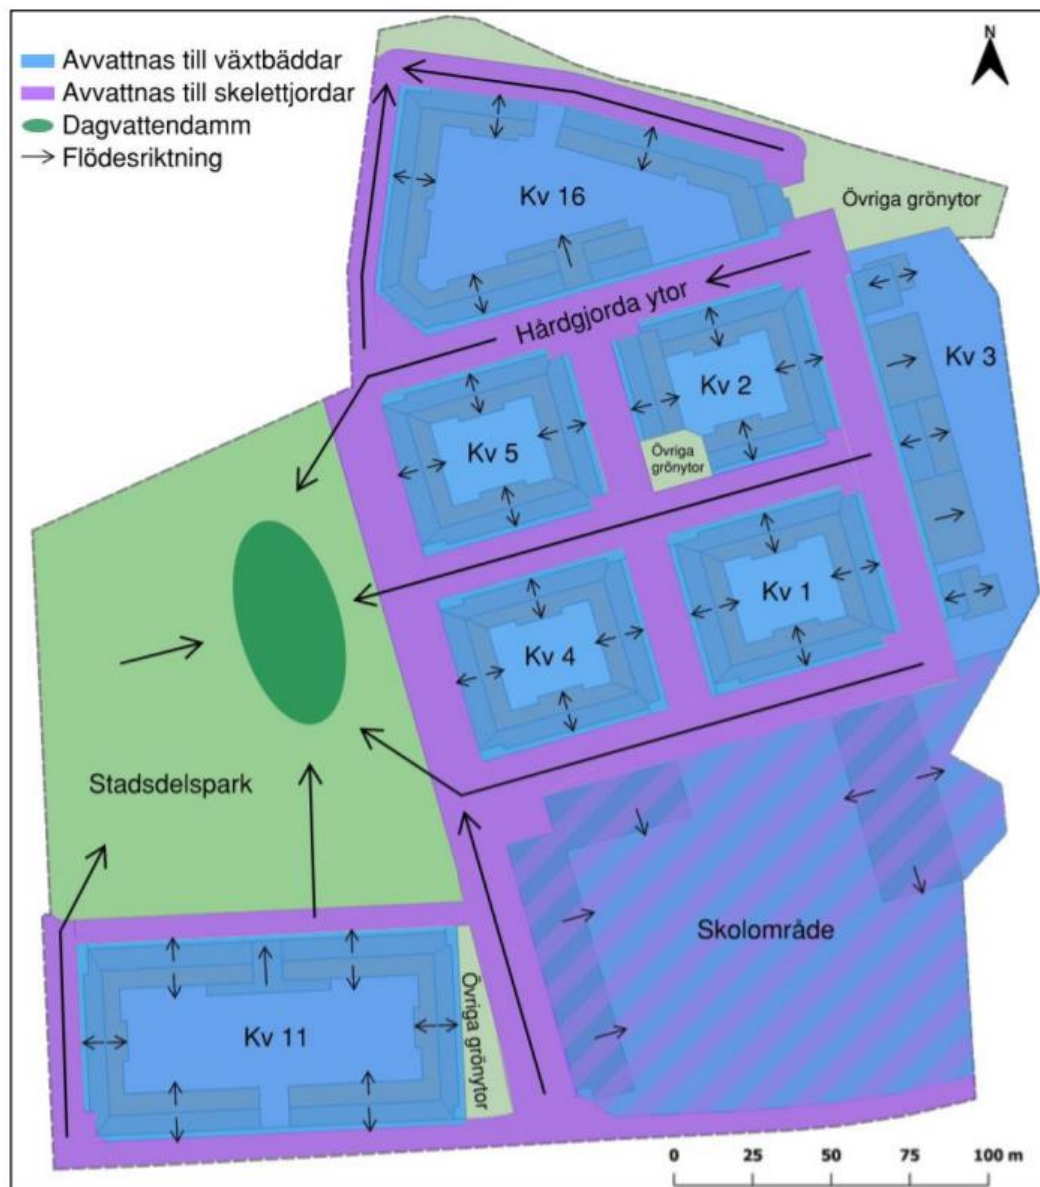 Avvattnas till växtbäddar
Avvattnas till skelettjordar
Dagvattendamm
Flödesriktning
N
Kv 16
Övriga grönytor
Hårdgjorda ytor
Kv 3
Kv 2
Kv 5
Övriga
grönytor
Kv 1
Kv 4
Stadsdelspark
Skolområde
Övriga grönytor
Kv 11
0 25 50 75 100 m